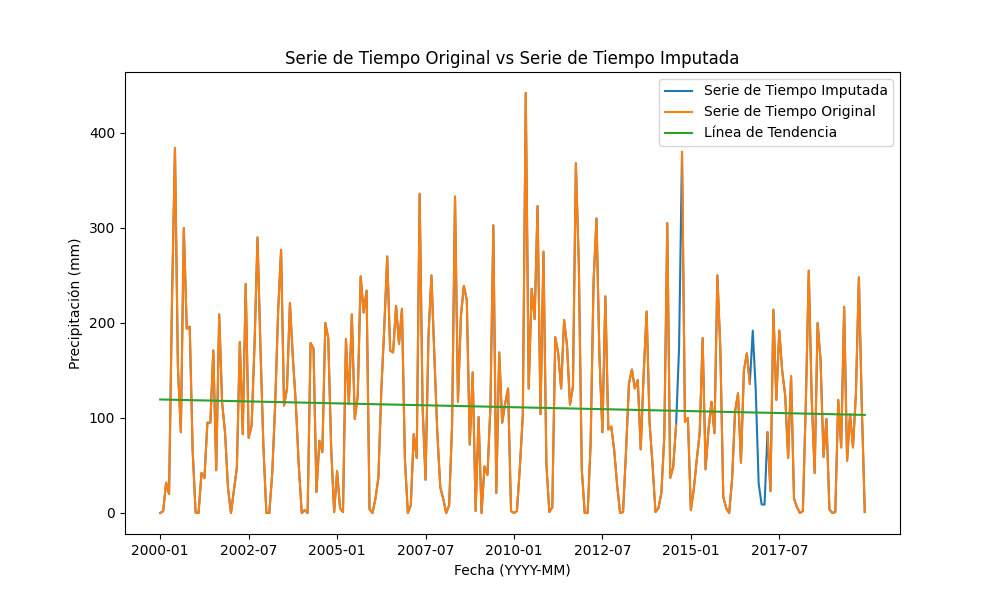 Serie de Tiempo Original vs Serie de Tiempo Imputada
Serie de Tiempo Imputada
Serie de Tiempo Original
Línea de Tendencia
Precipitación (mm)
400
300
200
100
0
2000-01 2002-07 2005-01 2007-07 2010-01 2012-07 2015-01 2017-07
Fecha (YYYY-MM)